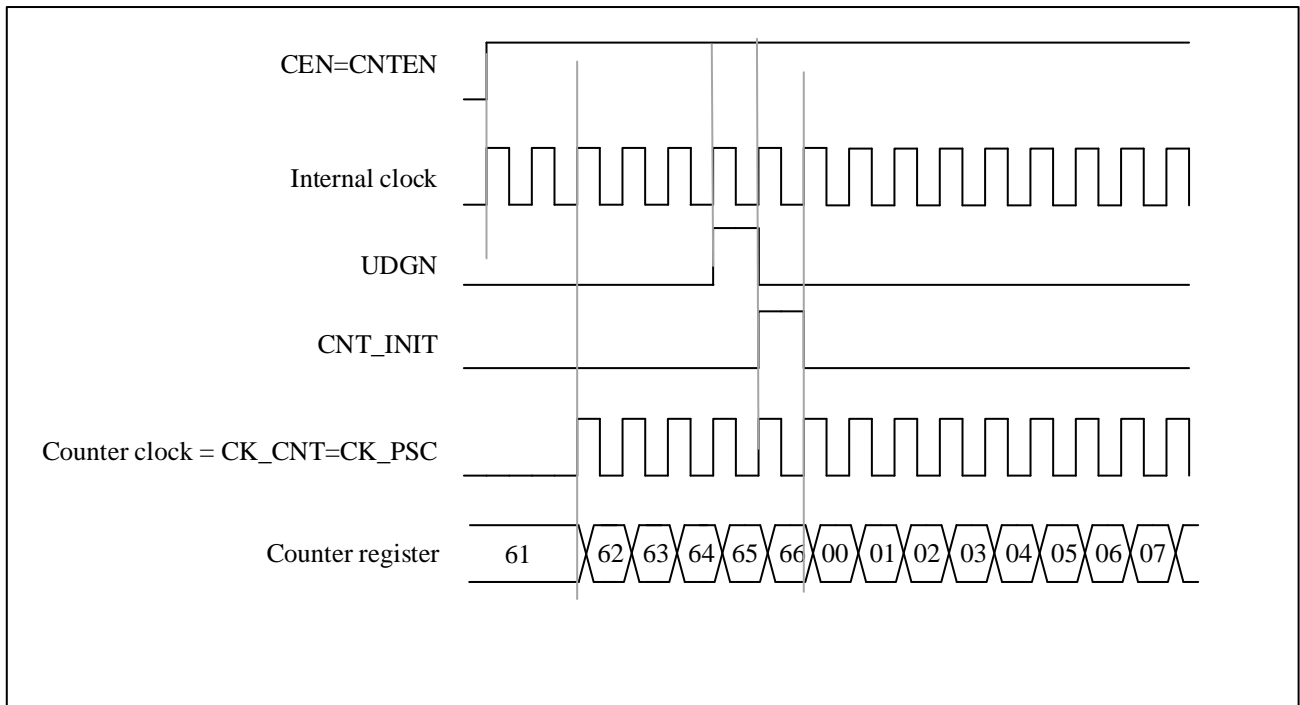 CEN=CNTEN
Internal clock
UDGN
CNT_INIT
Counter clock = CK_CNT=CK_PSC
Counter register 61 62 63 64 65 66 00 01 02 03 04 05 06 07